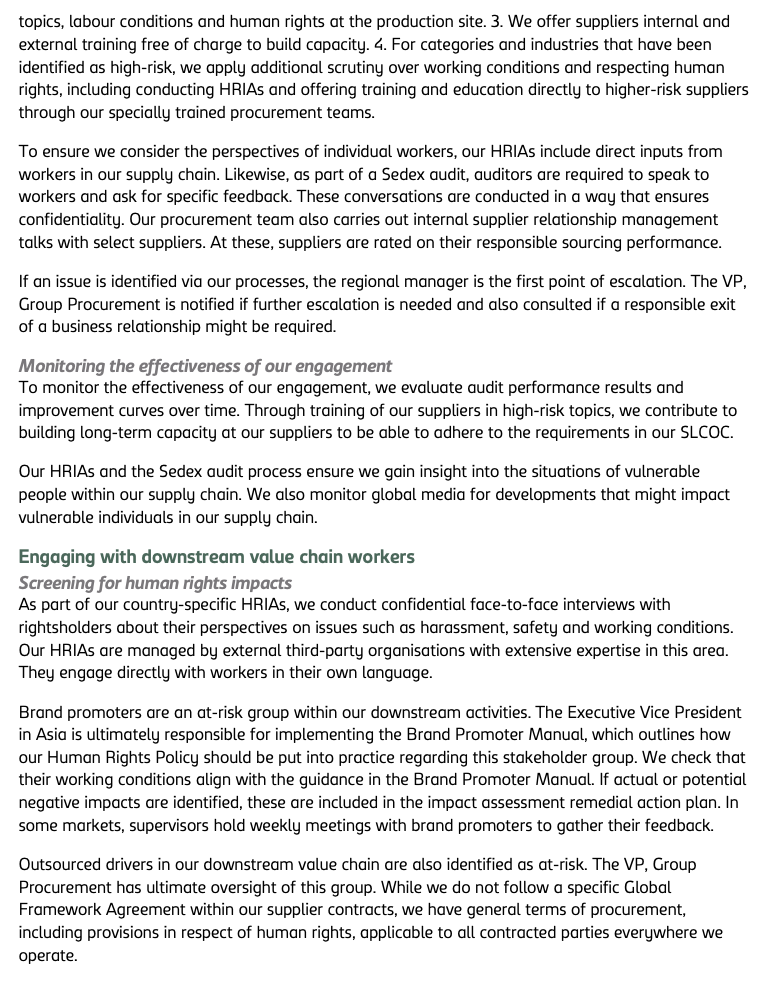 topics, labour conditions and human rights at the production site. 3. We offer suppliers internal and
external training free of charge to build capacity. 4. For categories and industries that have been
identified as high-risk, we apply additional scrutiny over working conditions and respecting human
rights, including conducting HRIAs and offering training and education directly to higher-risk suppliers
through our specially trained procurement teams.
To ensure we consider the perspectives of individual workers, our HRIAs include direct inputs from
workers in our supply chain. Likewise, as part of a Sedex audit, auditors are required to speak to
workers and ask for specific feedback. These conversations are conducted in a way that ensures
confidentiality. Our procurement team also carries out internal supplier relationship management
talks with select suppliers. At these, suppliers are rated on their responsible sourcing performance.
If an issue is identified via our processes, the regional manager is the first point of escalation. The VP,
Group Procurement is notified if further escalation is needed and also consulted if a responsible exit
of a business relationship might be required.
Monitoring the effectiveness of our engagement
To monitor the effectiveness of our engagement, we evaluate audit performance results and
improvement curves over time. Through training of our suppliers in high-risk topics, we contribute to
building long-term capacity at our suppliers to be able to adhere to the requirements in our SLCOC.
Our HRIAs and the Sedex audit process ensure we gain insight into the situations of vulnerable
people within our supply chain. We also monitor global media for developments that might impact
vulnerable individuals in our supply chain.
Engaging with downstream value chain workers
Screening for human rights impacts
As part of our country-specific HRIAs, we conduct confidential face-to-face interviews with
rightsholders about their perspectives on issues such as harassment, safety and working conditions.
Our HRIAs are managed by external third-party organisations with extensive expertise in this area.
They engage directly with workers in their own language.
Brand promoters are an at-risk group within our downstream activities. The Executive Vice President
in Asia is ultimately responsible for implementing the Brand Promoter Manual, which outlines how
our Human Rights Policy should be put into practice regarding this stakeholder group. We check that
their working conditions align with the guidance in the Brand Promoter Manual. If actual or potential
negative impacts are identified, these are included in the impact assessment remedial action plan. In
some markets, supervisors hold weekly meetings with brand promoters to gather their feedback.
Outsourced drivers in our downstream value chain are also identified as at-risk. The VP, Group
Procurement has ultimate oversight of this group. While we do not follow a specific Global
Framework Agreement within our supplier contracts, we have general terms of procurement,
including provisions in respect of human rights, applicable to all contracted parties everywhere we
operate.